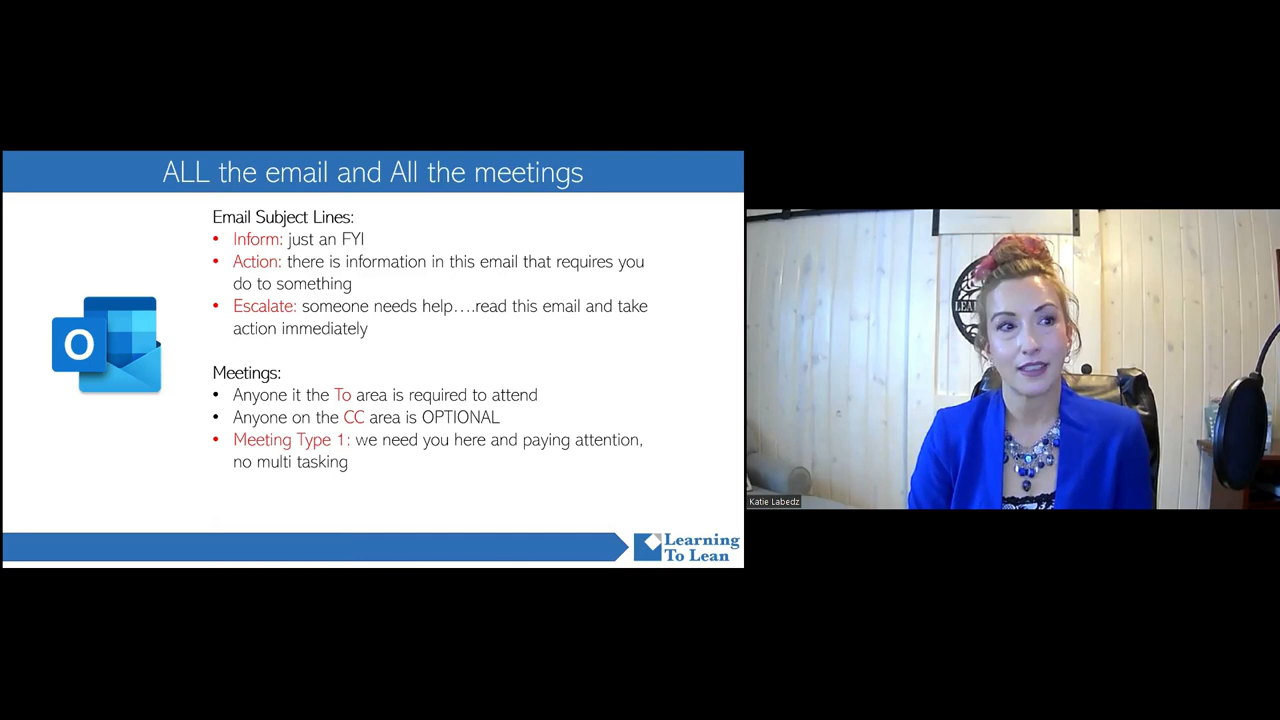 ALL the email and All the meetings
Email Subject Lines:
• Inform: just an FYI
• Action: there is information in this email that requires you
do to something
• Escalate: someone needs help....read this email and take
action immediately
Meetings:
• Anyone it the To area is required to attend
• Anyone on the CC area is OPTIONAL
• Meeting Type 1: we need you here and paying attention,
no multi tasking
O
Learning
To Lean
Katie Labedz